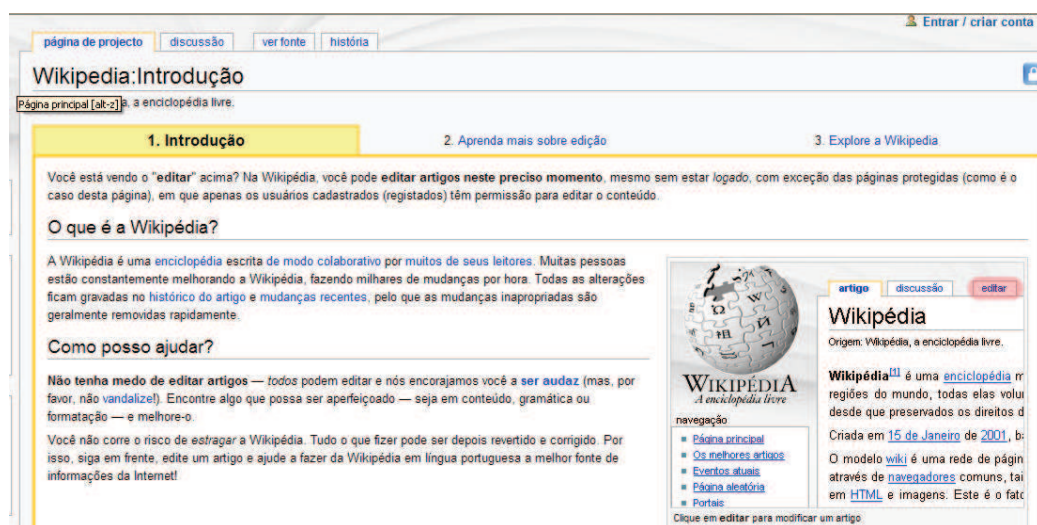 Entrar / criar conta
página de projecto discussão ver fonte história
Wikipedia:Introdução
Página principal [alt-z] a, a enciclopédia livre.
1. Introdução 2. Aprenda mais sobre edição 3. Explore a Wikipedia
Você está vendo o "editar" acima? Na Wikipédia, você pode editar artigos neste preciso momento, mesmo sem estar logado, com exceção das páginas protegidas (como é o
caso desta página), em que apenas os usuários cadastrados (registados) têm permissão para editar o conteúdo.
O que é a Wikipédia?
A Wikipédia é uma enciclopédia escrita de modo colaborativo por muitos de seus leitores. Muitas pessoas
estão constantemente melhorando a Wikipédia, fazendo milhares de mudanças por hora. Todas as alterações
ficam gravadas no histórico do artigo e mudanças recentes, pelo que as mudanças inapropriadas são
geralmente removidas rapidamente.
Como posso ajudar?
Não tenha medo de editar artigos — todos podem editar e nós encorajamos você a ser audaz (mas, por
favor, não vandalize!). Encontre algo que possa ser aperfeiçoado — seja em conteúdo, gramática ou
formatação — e melhore-o.
Você não corre o risco de estragar a Wikipédia. Tudo o que fizer pode ser depois revertido e corrigido. Por
isso, siga em frente, edite um artigo e ajude a fazer da Wikipédia em língua portuguesa a melhor fonte de
informações da Internet!
WIKIPÉDIA
A enciclopédia livre
navegação
Página principal
Os melhores artigos
Eventos atuais
Página aleatória
Portais
artigo discussão editar
Wikipédia
Origem: Wikipédia, a enciclopédia livre.
Wikipédia[1] é uma enciclopédia m
regiões do mundo, todas elas volu
desde que preservados os direitos d
Criada em 15 de Janeiro de 2001, b
O modelo wiki é uma rede de págin
através de navegadores comuns, tai
em HTML e imagens. Este é o fato
Clique em editar para modificar um artigo